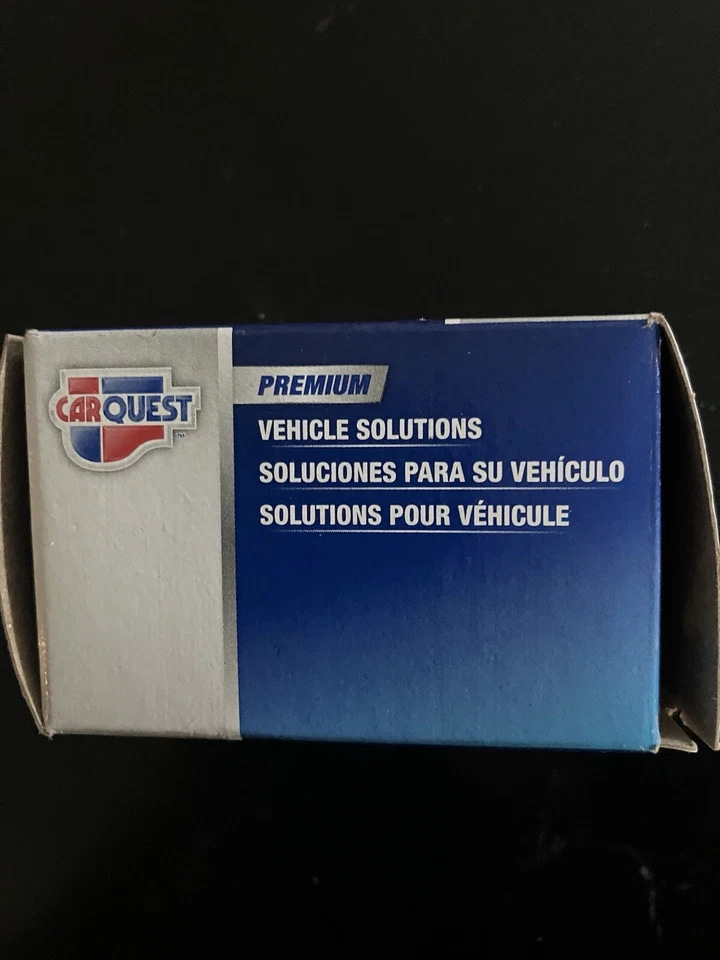 CARQUEST
PREMIUM
VEHICLE SOLUTIONS
SOLUCIONES PARA SU VEHÍCULO
SOLUTIONS POUR VÉHICULE